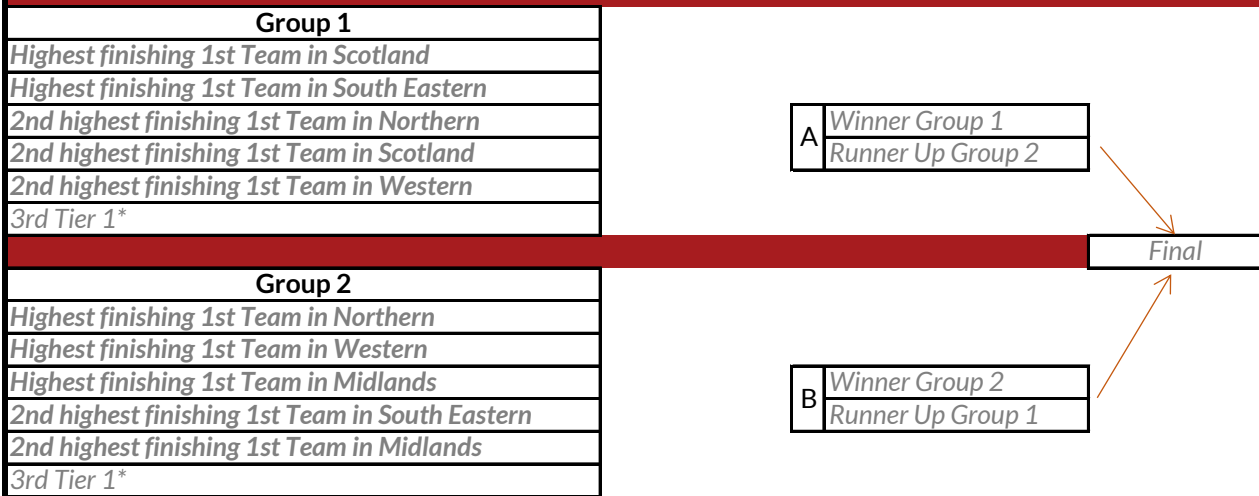 Group 1
Highest finishing 1st Team in Scotland
Highest finishing 1st Team in South Eastern
2nd highest finishing 1st Team in Northern
2nd highest finishing 1st Team in Scotland
2nd highest finishing 1st Team in Western
3rd Tier 1*
A
Winner Group 1
Runner Up Group 2
Final
Group 2
Highest finishing 1st Team in Northern
Highest finishing 1st Team in Western
Highest finishing 1st Team in Midlands
2nd highest finishing 1st Team in South Eastern
2nd highest finishing 1st Team in Midlands
3rd Tier 1*
B
Winner Group 2
Runner Up Group 1